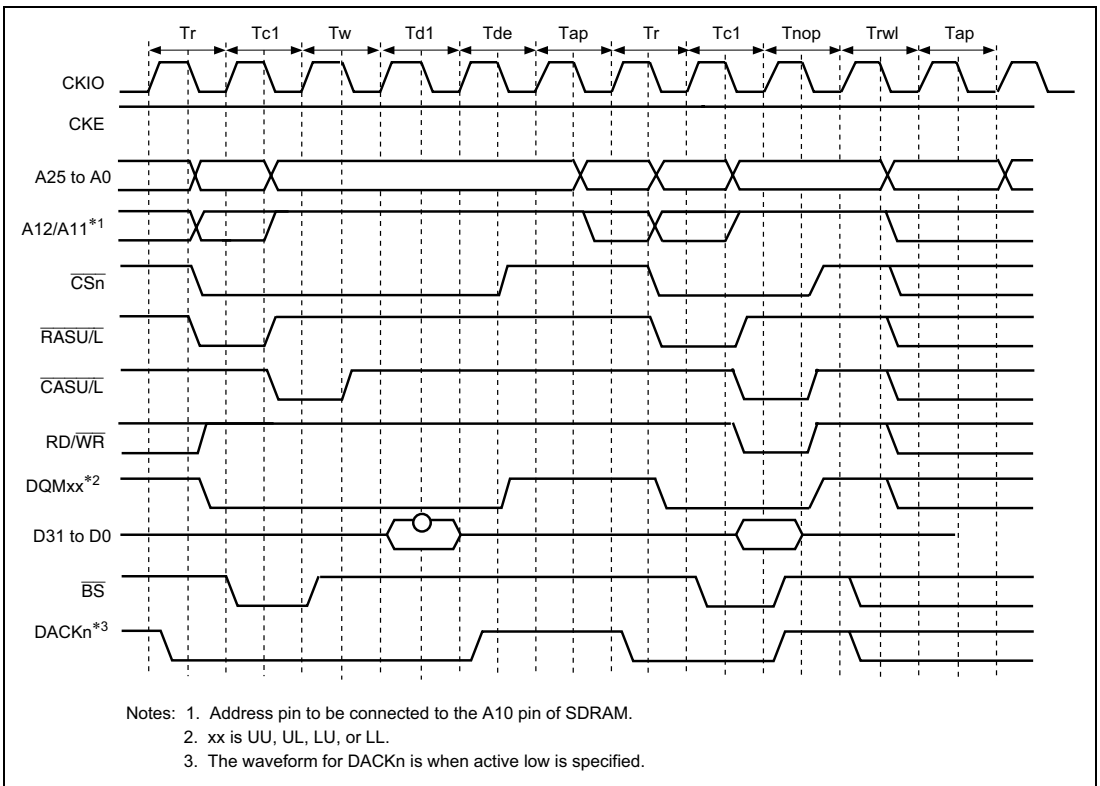 Tr Tc1 Tw Td1 Tde Tap Tr Tc1 Tnop Trwl Tap
CKIO
CKE
A25 to A0
A12/A11*1
CSn
RASU/L
CASU/L
RD/WR
DQMxx*2
D31 to D0
BS
DACKn*3
Notes: 1. Address pin to be connected to the A10 pin of SDRAM.
2. xx is UU, UL, LU, or LL.
3. The waveform for DACKn is when active low is specified.